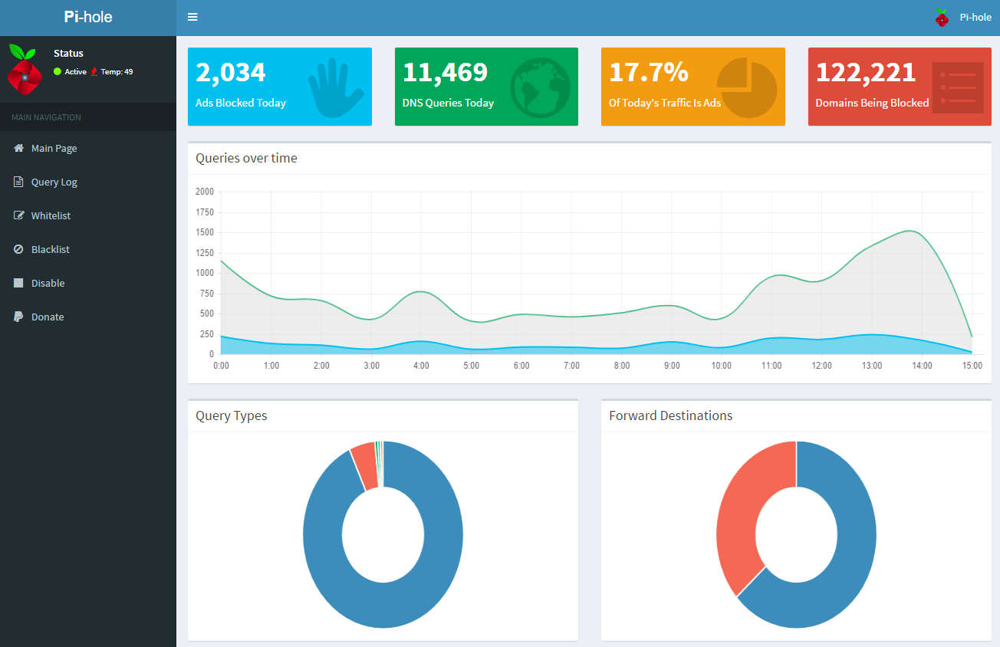 Pi-hole
Pi-hole
Status
Active Temp: 49
MAIN NAVIGATION
Main Page
Query Log
Whitelist
Blacklist
Disable
Donate
2,034
Ads Blocked Today
11,469
DNS Queries Today
17.7%
Of Today's Traffic Is Ads
122,221
Domains Being Blocked
Queries over time
2000
1750
1500
1250
1000
750
500
250
0
0:00 1:00 2:00 3:00 4:00 5:00 6:00 7:00 8:00 9:00 10:00 11:00 12:00 13:00 14:00 15:00
Query Types
Forward Destinations